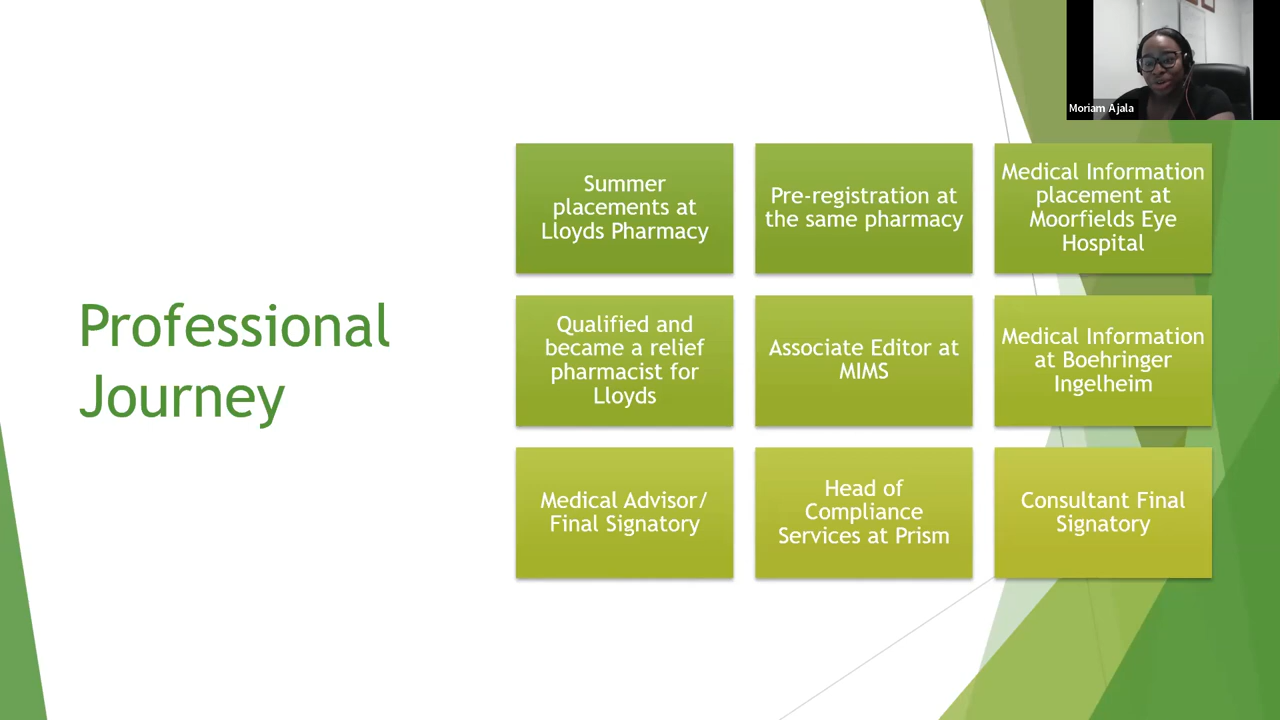 Moriam Ajala
Professional
Journey
Summer
placements at
Lloyds Pharmacy
Pre-registration at
the same pharmacy
Medical Information
placement at
Moorfields Eye
Hospital
Qualified and
became a relief
pharmacist for
Lloyds
Associate Editor at
MIMS
Medical Information
at Boehringer
Ingelheim
Medical Advisor/
Final Signatory
Head of
Compliance
Services at Prism
Consultant Final
Signatory